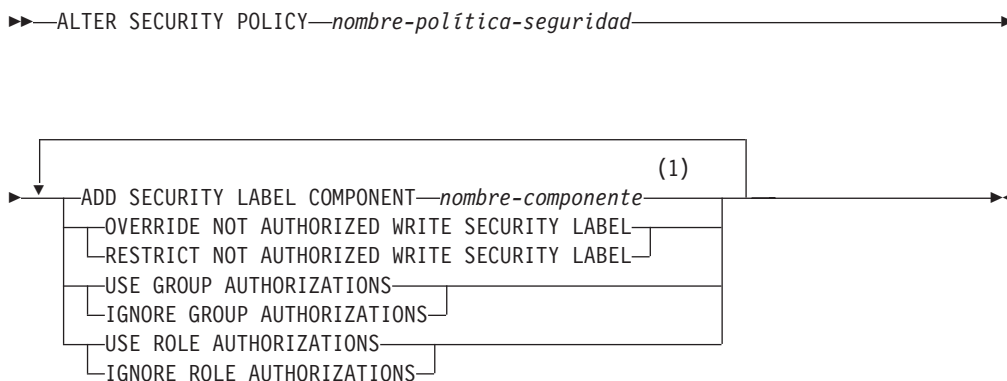 ALTER SECURITY POLICY nombre-política-seguridad
(1)
ADD SECURITY LABEL COMPONENT nombre-componente
OVERRIDE NOT AUTHORIZED WRITE SECURITY LABEL
RESTRICT NOT AUTHORIZED WRITE SECURITY LABEL
USE GROUP AUTHORIZATIONS
IGNORE GROUP AUTHORIZATIONS
USE ROLE AUTHORIZATIONS
IGNORE ROLE AUTHORIZATIONS